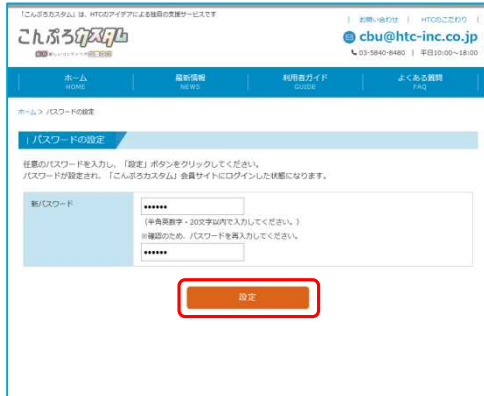 「こんぷろカスタム」は、HTCのアイデアによる独自の支援サービスです
| お問い合わせ | HTCのこだわり |
こんぷろカスタム
cbu@htc-inc.co.jp
03-5840-8480 | 平日10:00~18:00
ホーム 最新情報 利用者ガイド よくある質問
HOME NEWS GUIDE FAQ
ホーム > パスワードの設定
| パスワードの設定
任意のパスワードを入力し、「設定」ボタンをクリックしてください。
パスワードが設定され、「こんぷろカスタム」会員サイトにログインした状態になります。
新パスワード ••••••
(半角英数字・20文字以内で入力してください。)
※確認のため、パスワードを再入力してください。
••••••
設定